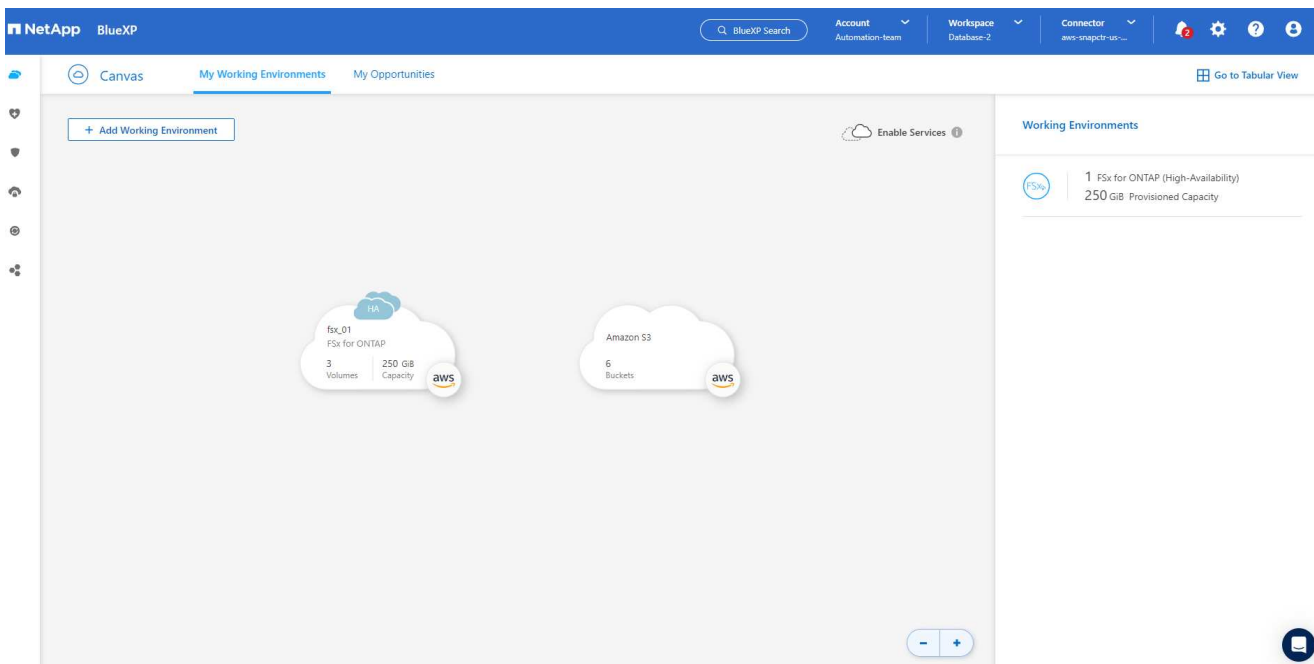 NetApp BlueXP
BlueXP Search
Account
Automation-team
Workspace
Database-2
Connector
aws-snapctr-us-...
2
Canvas
My Working Environments
My Opportunities
Go to Tabular View
+ Add Working Environment
Enable Services
Working Environments
FSx
1 FSx for ONTAP (High-Availability)
250 GiB Provisioned Capacity
HA
fsx_01
FSx for ONTAP
3 250 GiB
Volumes Capacity
aws
Amazon S3
6
Buckets
aws
- +